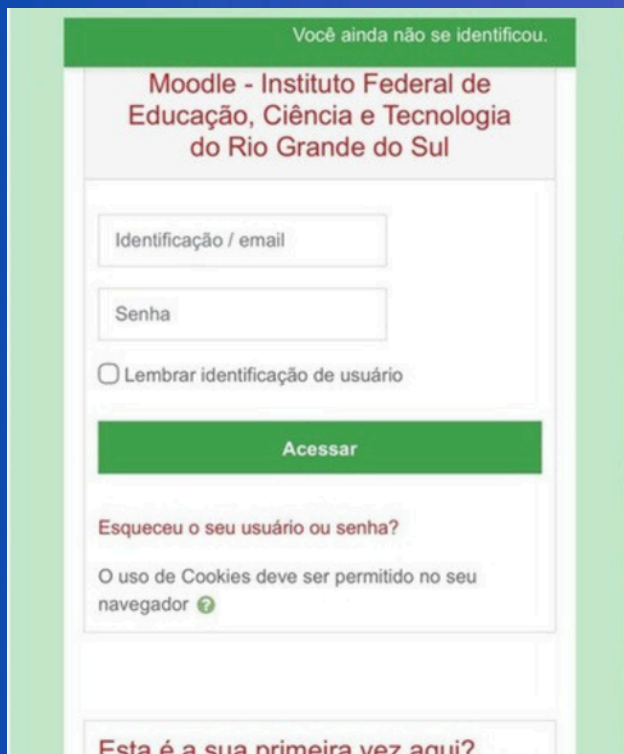 Você ainda não se identificou.
Moodle - Instituto Federal de
Educação, Ciência e Tecnologia
do Rio Grande do Sul
Identificação / email
Senha
Lembrar identificação de usuário
Acessar
Esqueceu o seu usuário ou senha?
O uso de Cookies deve ser permitido no seu
navegador ?
Esta é a sua primeira vez aqui?